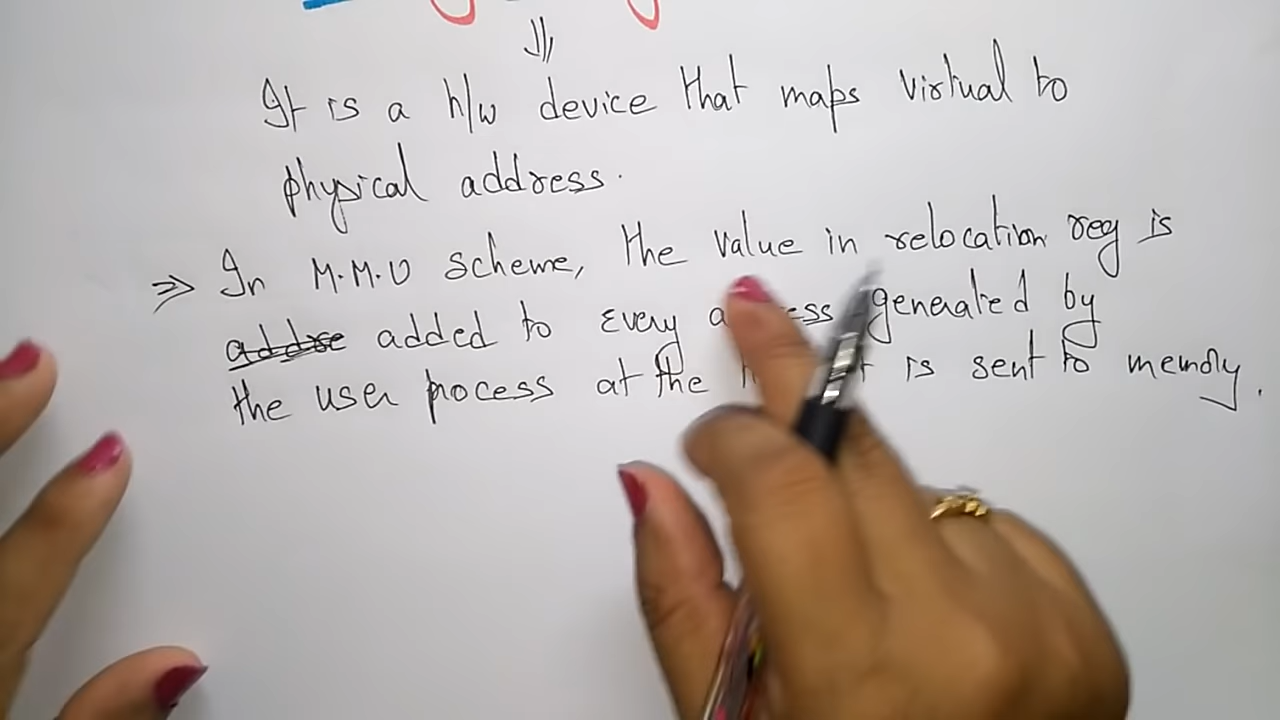 It is a h/w device that maps virtual to
physical address.
⇒ In M.M.U scheme, the value in relocation reg is
added to every generated by
the user process at the is sent to memory.